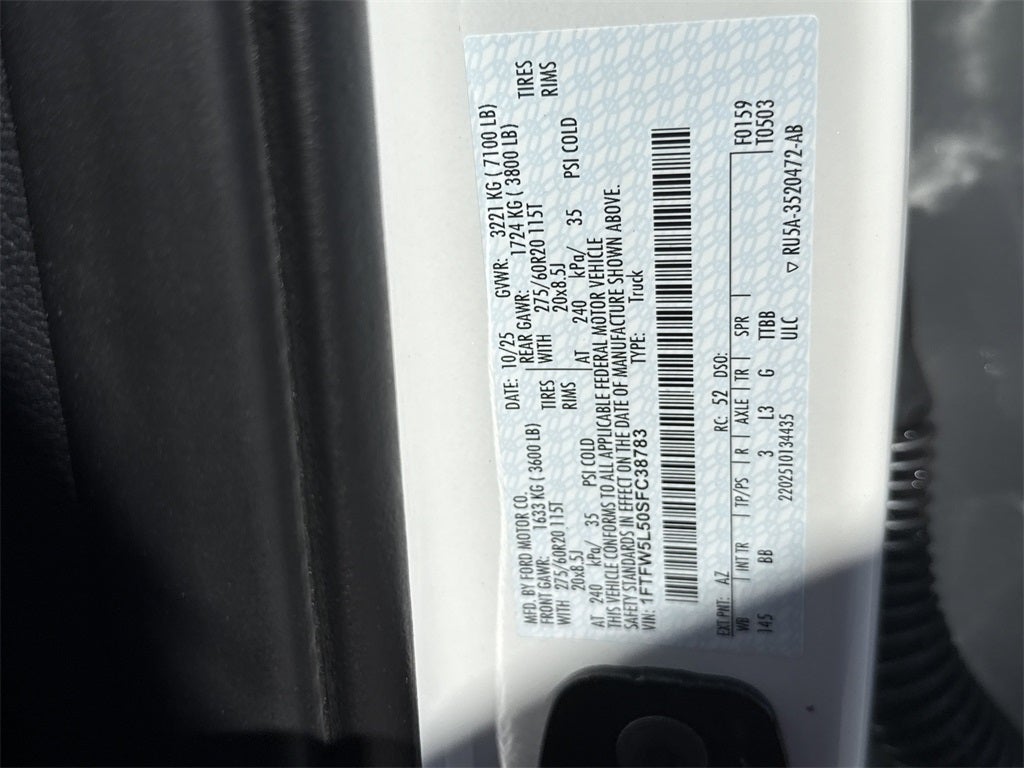 MFD. BY FORD MOTOR CO.
DATE: 10/25 GVWR: 3221 KG ( 7100 LB)
FRONT GAWR: 1633 KG ( 3600 LB)
REAR GAWR: 1724 KG ( 3800 LB)
WITH 275/60R20 115T TIRES
WITH 275/60R20 115T TIRES
20x8.5J RIMS
20x8.5J RIMS
AT 240 kPa/ 35 PSI COLD
AT 240 kPa/ 35 PSI COLD
THIS VEHICLE CONFORMS TO ALL APPLICABLE FEDERAL MOTOR VEHICLE
SAFETY STANDARDS IN EFFECT ON THE DATE OF MANUFACTURE SHOWN ABOVE.
VIN: 1FTFW5L50SFC38783 TYPE: Truck
EXT PNT: AZ RC: 52 DSO: F0159
WB INT TR TP/PS R AXLE TR SPR T0503
145 BB 3 L3 G TTBB
2202510134435 ULC ▽ RU5A-3520472-AB